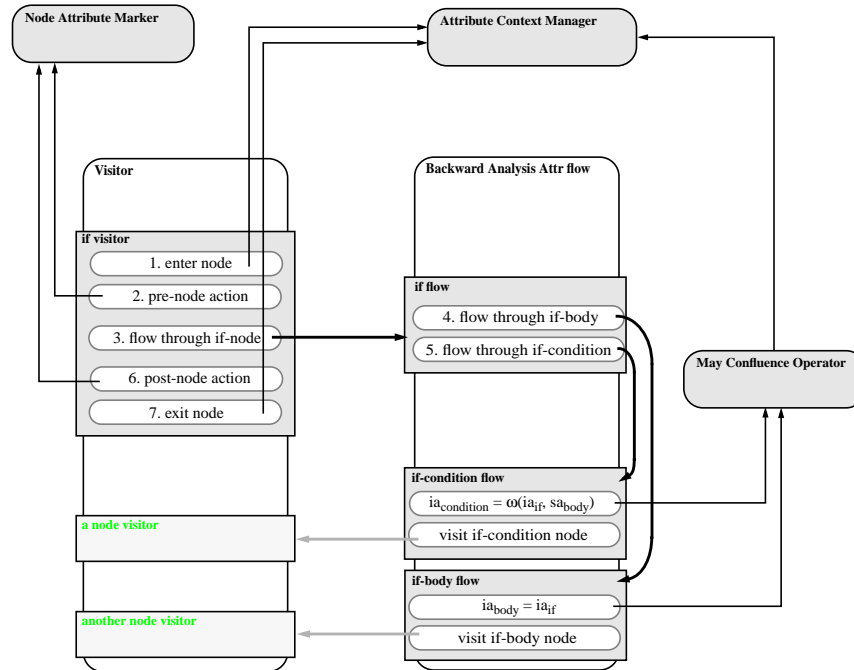 Node Attribute Marker
Attribute Context Manager
Visitor
Backward Analysis Attr flow
if visitor
1. enter node
2. pre-node action
3. flow through if-node
6. post-node action
7. exit node
if flow
4. flow through if-body
5. flow through if-condition
May Confluence Operator
if-condition flow
ia_condition = ω(ia_if, sa_body)
visit if-condition node
a node visitor
if-body flow
ia_body = ia_if
visit if-body node
another node visitor